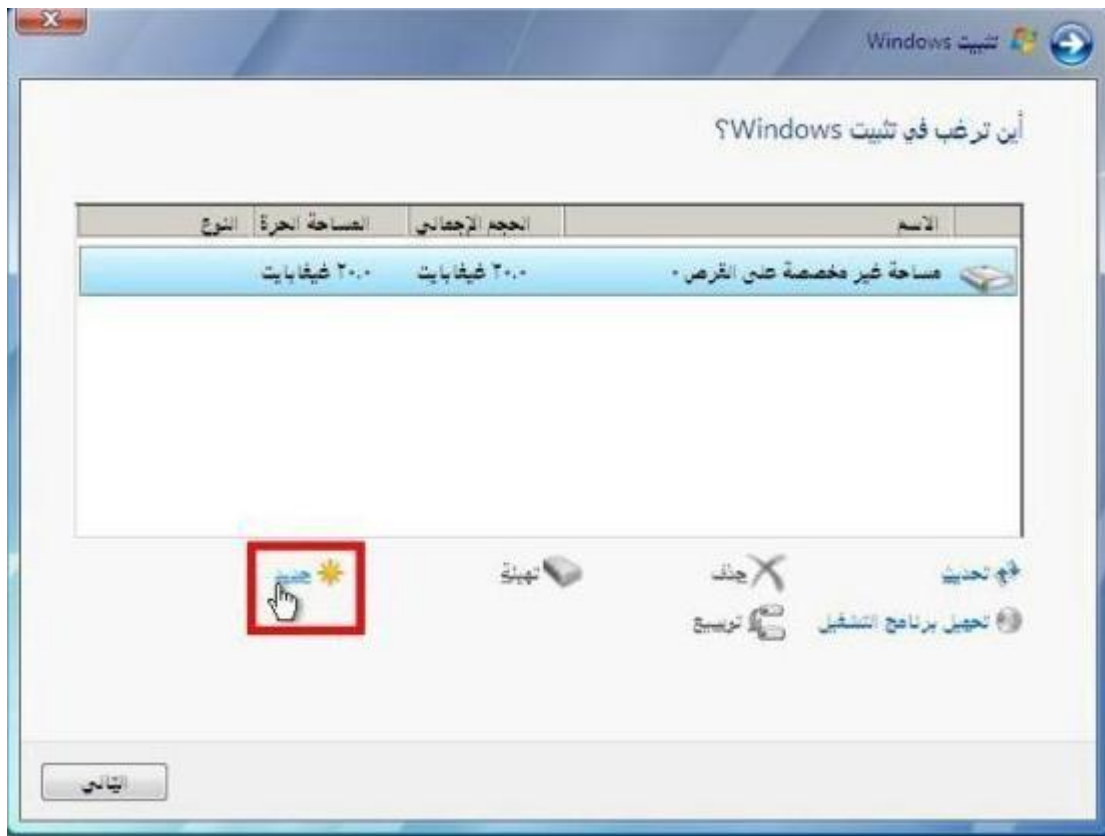 تثبيت Windows
أين ترغب في تثبيت Windows؟
الاسم الحجم الإجمالي المساحة الحرة النوع
مساحة غير مخصصة على القرص ٠ ٢٠.٠ غيغابايت ٢٠.٠ غيغابايت
تحديث حذف تهيئة جديد
تحميل برنامج التشغيل توسيع
التالي